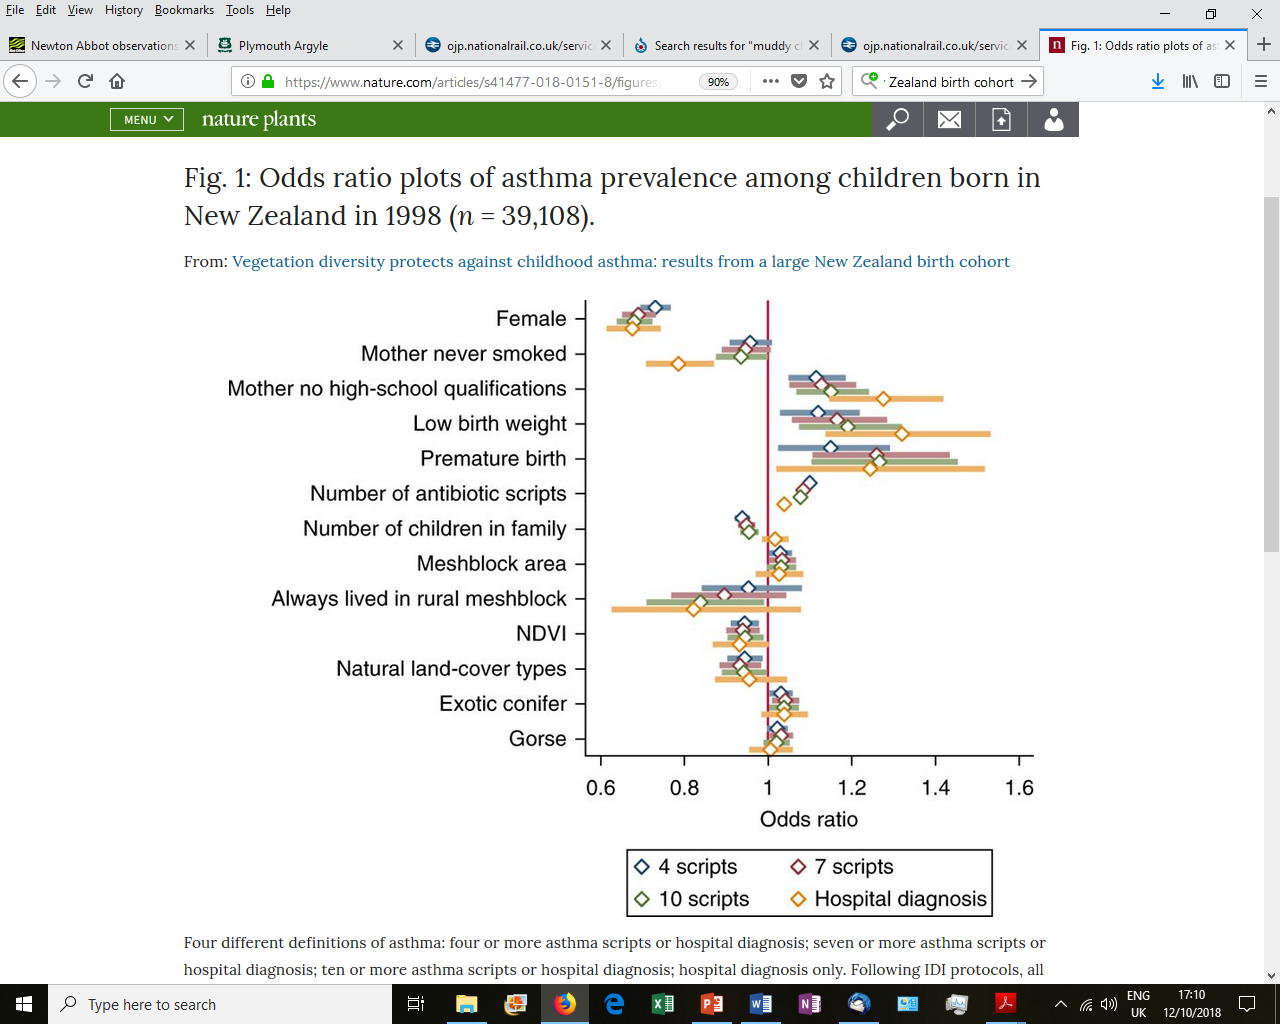 File Edit View History Bookmarks Tools Help
Newton Abbot observations
Plymouth Argyle
ojp.nationalrail.co.uk/servic
Search results for "muddy c
ojp.nationalrail.co.uk/servic
Fig. 1: Odds ratio plots of as
https://www.nature.com/articles/s41477-018-0151-8/figures
90%
Zealand birth cohort
MENU
nature plants
Fig. 1: Odds ratio plots of asthma prevalence among children born in
New Zealand in 1998 (n = 39,108).
From: Vegetation diversity protects against childhood asthma: results from a large New Zealand birth cohort
Female
Mother never smoked
Mother no high-school qualifications
Low birth weight
Premature birth
Number of antibiotic scripts
Number of children in family
Meshblock area
Always lived in rural meshblock
NDVI
Natural land-cover types
Exotic conifer
Gorse
0.6 0.8 1 1.2 1.4 1.6
Odds ratio
4 scripts 7 scripts
10 scripts Hospital diagnosis
Four different definitions of asthma: four or more asthma scripts or hospital diagnosis; seven or more asthma scripts or
hospital diagnosis; ten or more asthma scripts or hospital diagnosis; hospital diagnosis only. Following IDI protocols, all
Type here to search
ENG
UK
17:10
12/10/2018